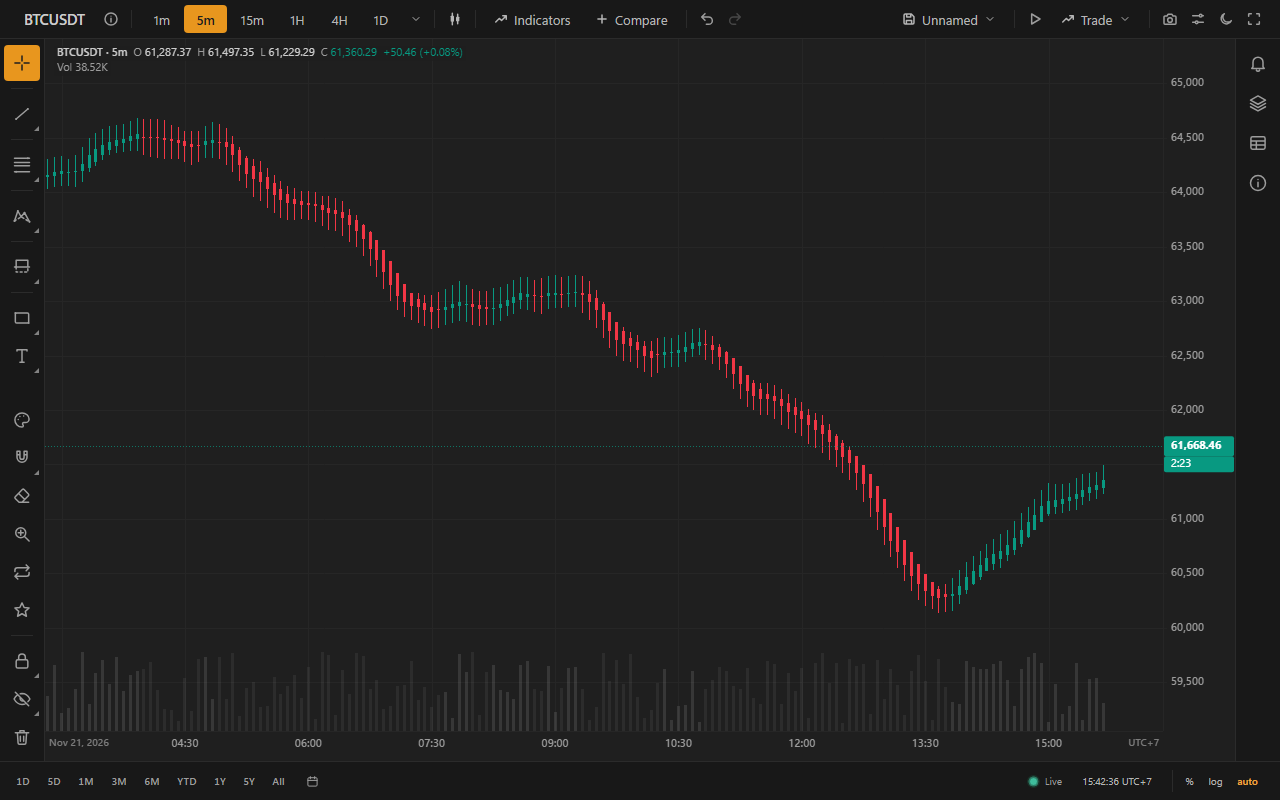 BTCUSDT 1m 5m 15m 1H 4H 1D Indicators Compare Unnamed Trade
BTCUSDT · 5m O 61,287.37 H 61,497.35 L 61,229.29 C 61,360.29 +50.46 (+0.08%)
Vol 38.52K
65,000
64,500
64,000
63,500
63,000
62,500
62,000
61,668.46
2:23
61,000
60,500
60,000
59,500
Nov 21, 2026 04:30 06:00 07:30 09:00 10:30 12:00 13:30 15:00 UTC+7
1D 5D 1M 3M 6M YTD 1Y 5Y All Live 15:42:36 UTC+7 % log auto